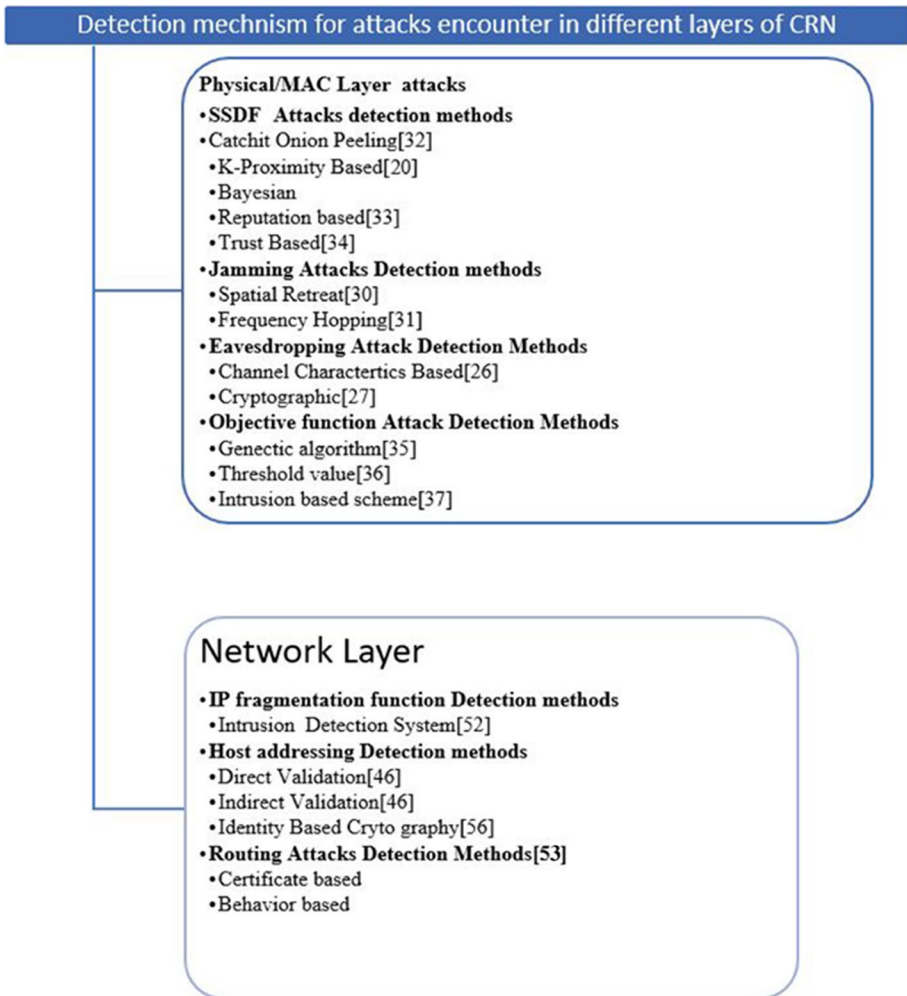 Detection mechnism for attacks encounter in different layers of CRN
Physical/MAC Layer attacks
•SSDF Attacks detection methods
•Catchit Onion Peeling[32]
•K-Proximity Based[20]
•Bayesian
•Reputation based[33]
•Trust Based[34]
•Jamming Attacks Detection methods
•Spatial Retreat[30]
•Frequency Hopping[31]
•Eavesdropping Attack Detection Methods
•Channel Charactertics Based[26]
•Cryptographic[27]
•Objective function Attack Detection Methods
•Genectic algorithm[35]
•Threshold value[36]
•Intrusion based scheme[37]
Network Layer
•IP fragmentation function Detection methods
•Intrusion Detection System[52]
•Host addressing Detection methods
•Direct Validation[46]
•Indirect Validation[46]
•Identity Based Cryto graphy[56]
•Routing Attacks Detection Methods[53]
•Certificate based
•Behavior based